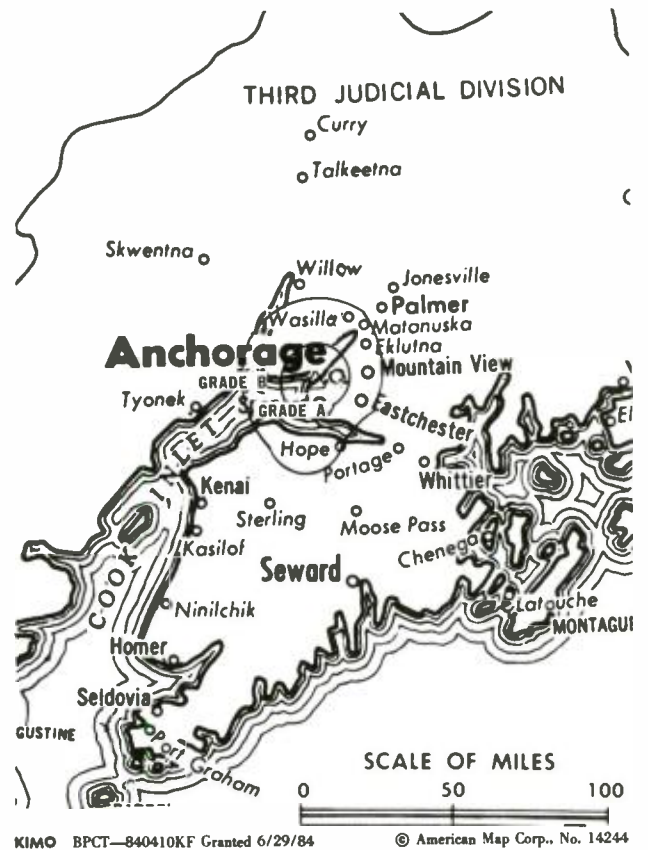 THIRD JUDICIAL DIVISION
Curry
Talkeetna
Skwentna
Willow
Jonesville
Palmer
Wasilla
Matanuska
Eklutna
Anchorage
Mountain View
GRADE B
GRADE A
Tyonek
Eastchester
Hope
Portage
Whittier
COOK INLET
Kenai
Sterling
Moose Pass
Kasilof
Chenega
Seward
Ninilchik
Latouche
MONTAGUE
Homer
Seldovia
GUSTINE
Port Graham
SCALE OF MILES
0 50 100
KIMO BPCT—840410KF Granted 6/29/84 © American Map Corp., No. 14244